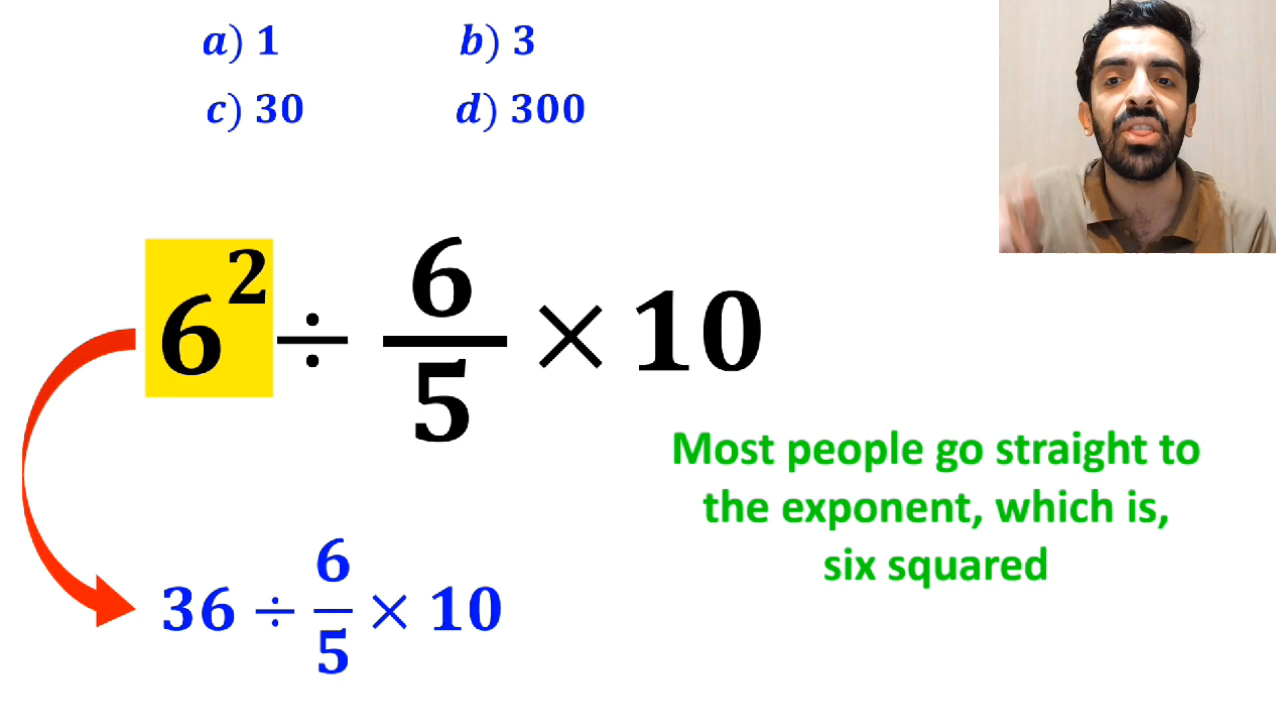 a) 1 b) 3
c) 30 d) 300
6² ÷ 6/5 × 10
Most people go straight to
the exponent, which is,
six squared
36 ÷ 6/5 × 10